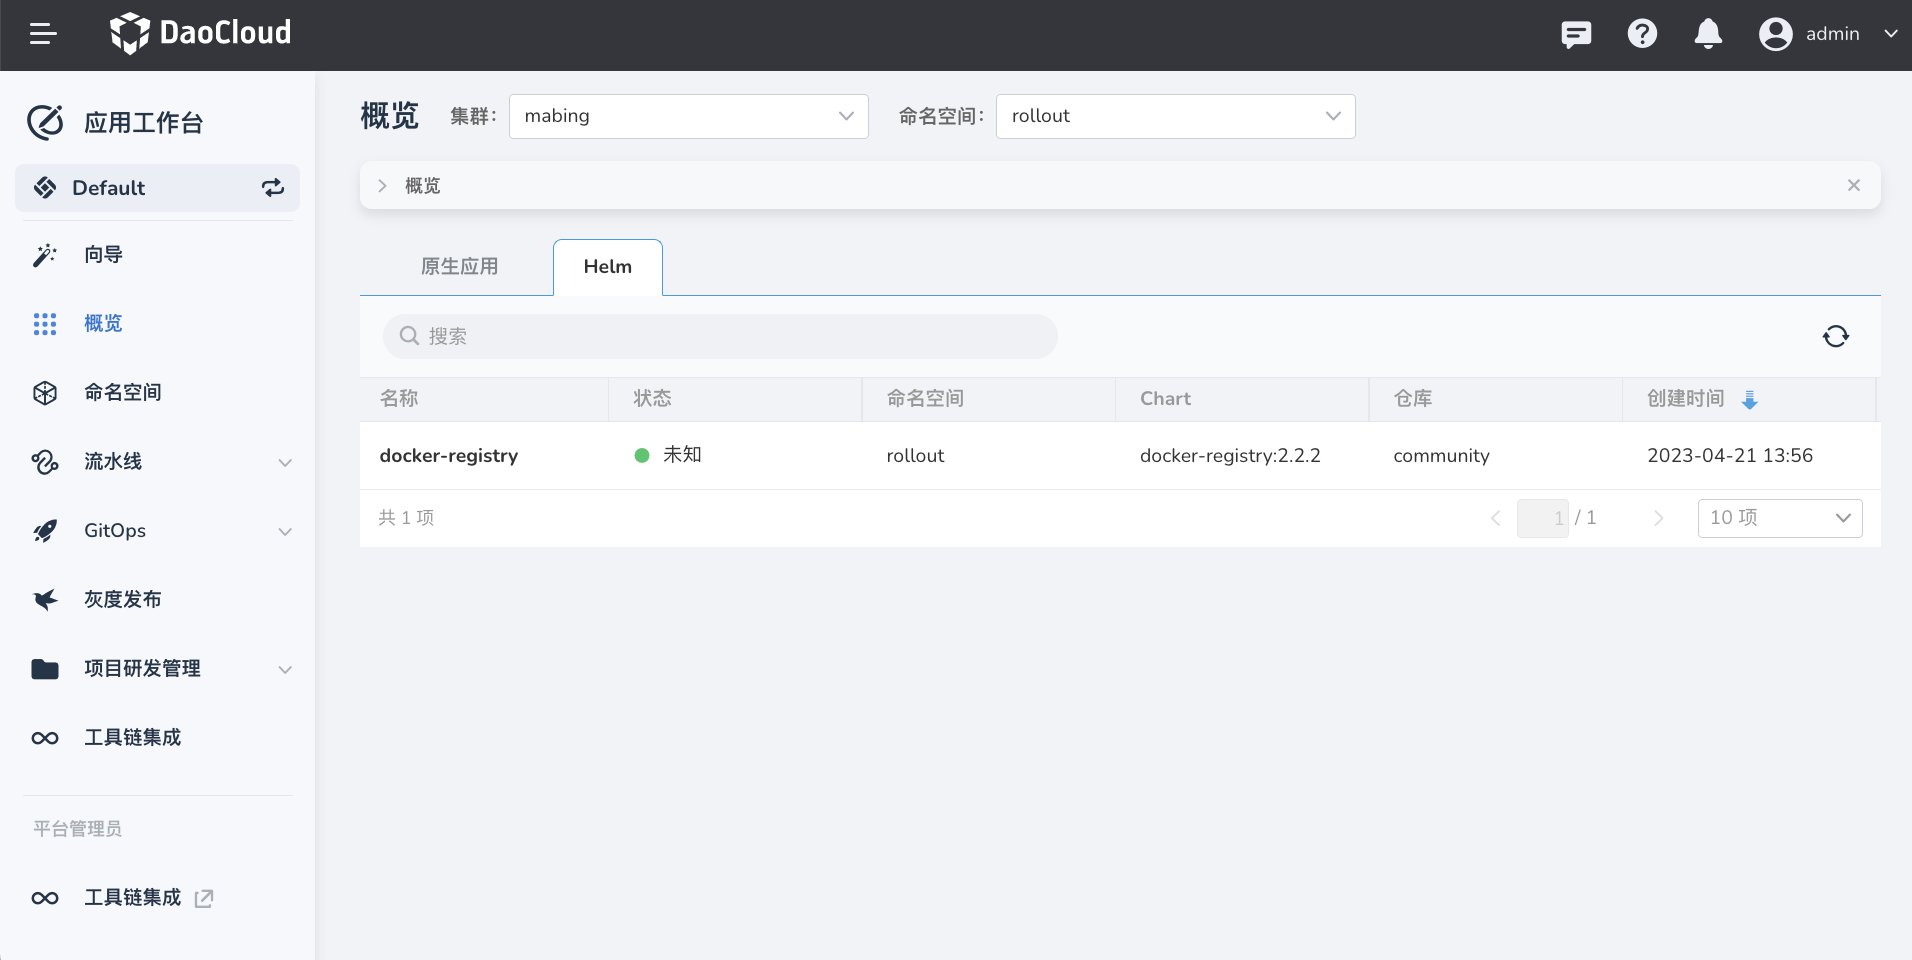 DaoCloud
admin
应用工作台
Default
向导
概览
命名空间
流水线
GitOps
灰度发布
项目研发管理
工具链集成
平台管理员
工具链集成
概览 集群： mabing 命名空间： rollout
概览
原生应用 Helm
搜索
名称 状态 命名空间 Chart 仓库 创建时间
docker-registry 未知 rollout docker-registry:2.2.2 community 2023-04-21 13:56
共 1 项 1 / 1 10 项